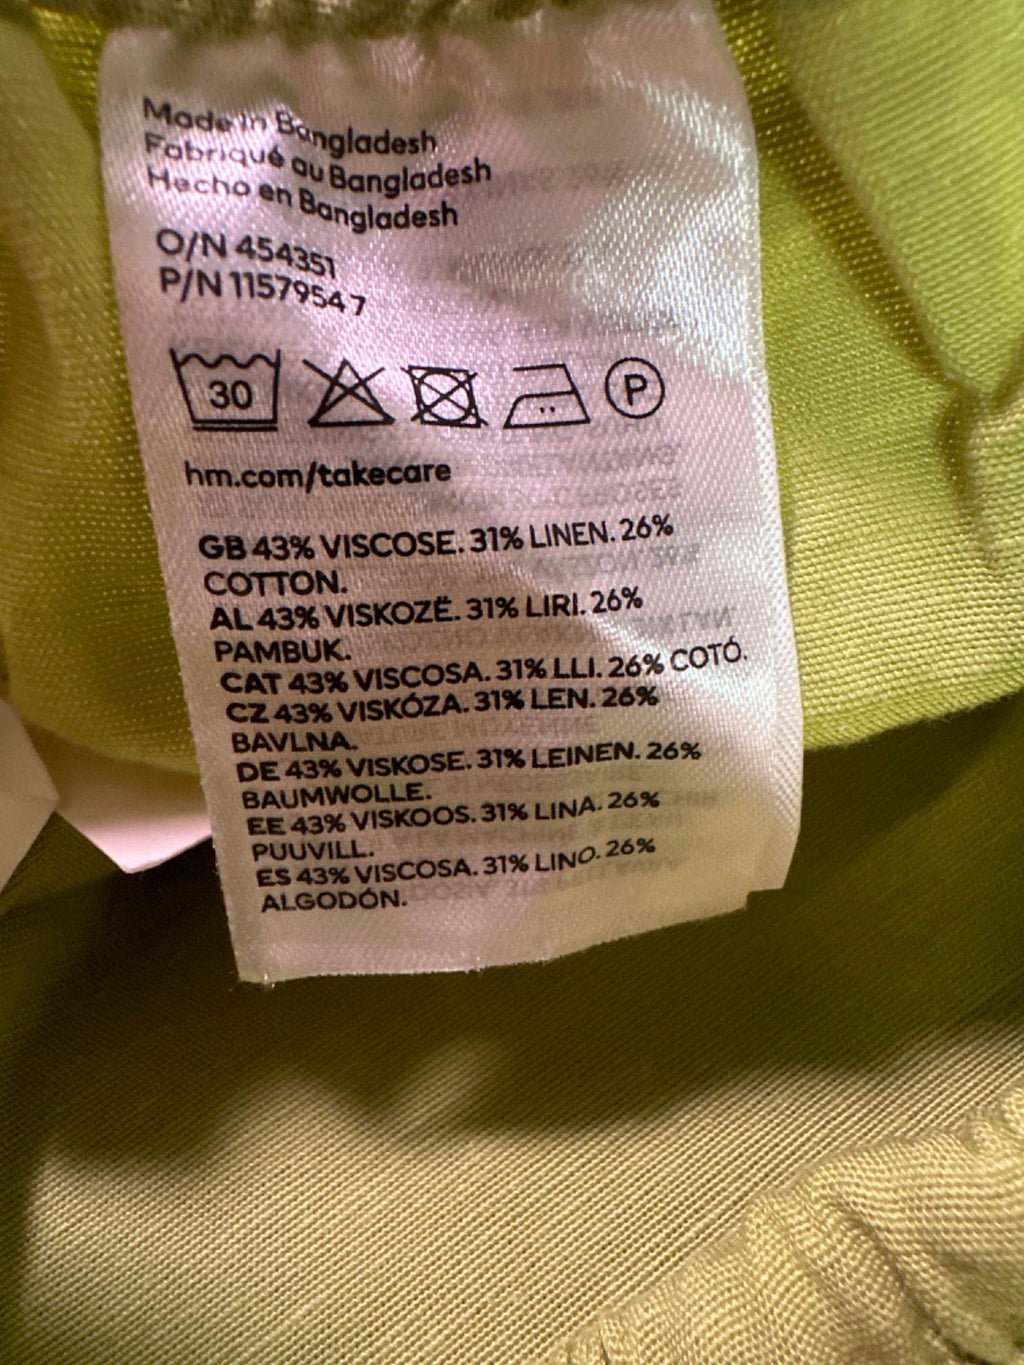 Made in Bangladesh
Fabriqué au Bangladesh
Hecho en Bangladesh
O/N 454351
P/N 11579547
30
P
hm.com/takecare
GB 43% VISCOSE. 31% LINEN. 26%
COTTON.
AL 43% VISKOZË. 31% LIRI. 26%
PAMBUK.
CAT 43% VISCOSA. 31% LLI. 26% COTÓ.
CZ 43% VISKÓZA. 31% LEN. 26%
BAVLNA.
DE 43% VISKOSE. 31% LEINEN. 26%
BAUMWOLLE.
EE 43% VISKOOS. 31% LINA. 26%
PUUVILL.
ES 43% VISCOSA. 31% LINO. 26%
ALGODÓN.